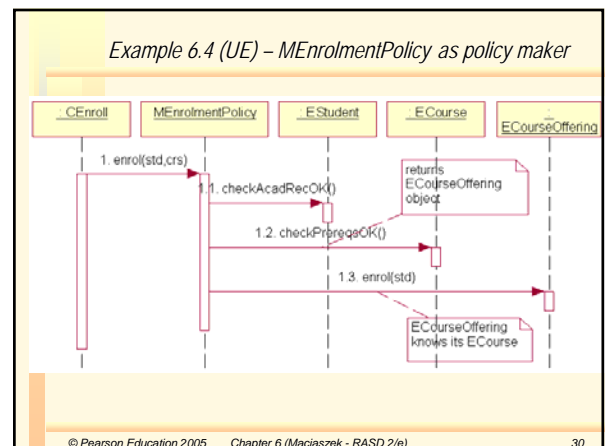 Example 6.4 (UE) – MEnrolmentPolicy as policy maker
: CEnroll
MEnrolmentPolicy
: EStudent
: ECourse
:
ECourseOffering
1. enrol(std,crs)
returns
ECourseOffering
object
1.1. checkAcadRecOK()
1.2. checkPrereqsOK()
1.3. enrol(std)
ECourseOffering
knows its ECourse
© Pearson Education 2005 Chapter 6 (Maciaszek - RASD 2/e) 30